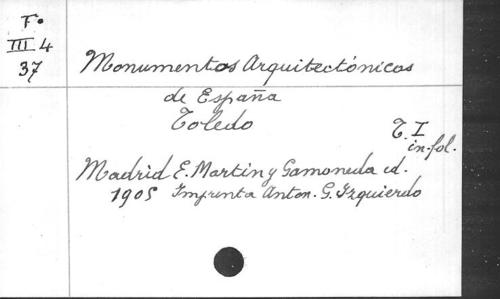 F.
III 4
37
Monumentos Arquitectónicos
de España
Toledo
T. I
in-fol.
Madrid E. Martin y Gamoneda ed.
1905 Imprenta Anton. G. Izquierdo